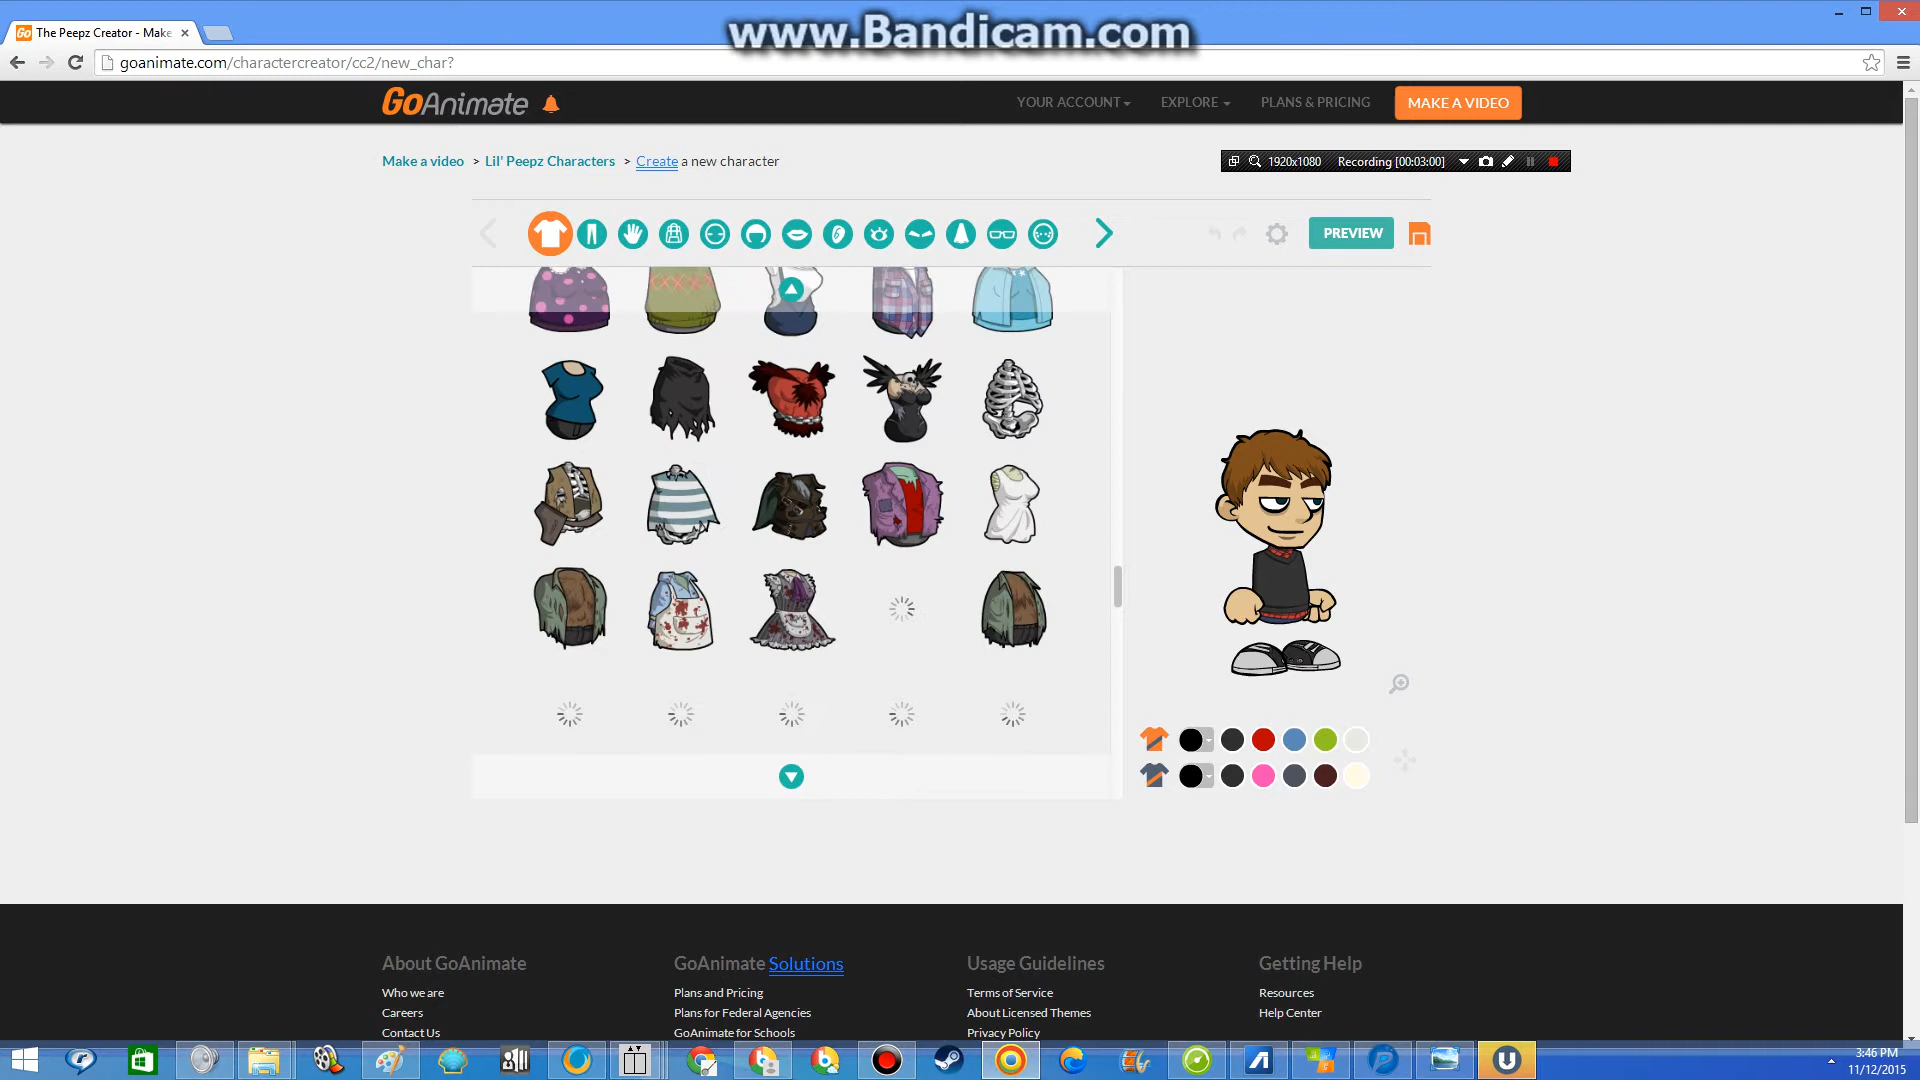 www.Bandicam.com
The Peepz Creator - Make
goanimate.com/charactercreator/cc2/new_char?
GoAnimate
YOUR ACCOUNT
EXPLORE
PLANS & PRICING
MAKE A VIDEO
Make a video > Lil' Peepz Characters > Create a new character
1920x1080
Recording [00:03:00]
PREVIEW
About GoAnimate
Who we are
Careers
Contact Us
GoAnimate Solutions
Plans and Pricing
Plans for Federal Agencies
GoAnimate for Schools
Usage Guidelines
Terms of Service
About Licensed Themes
Privacy Policy
Getting Help
Resources
Help Center
3:46 PM
11/12/2015